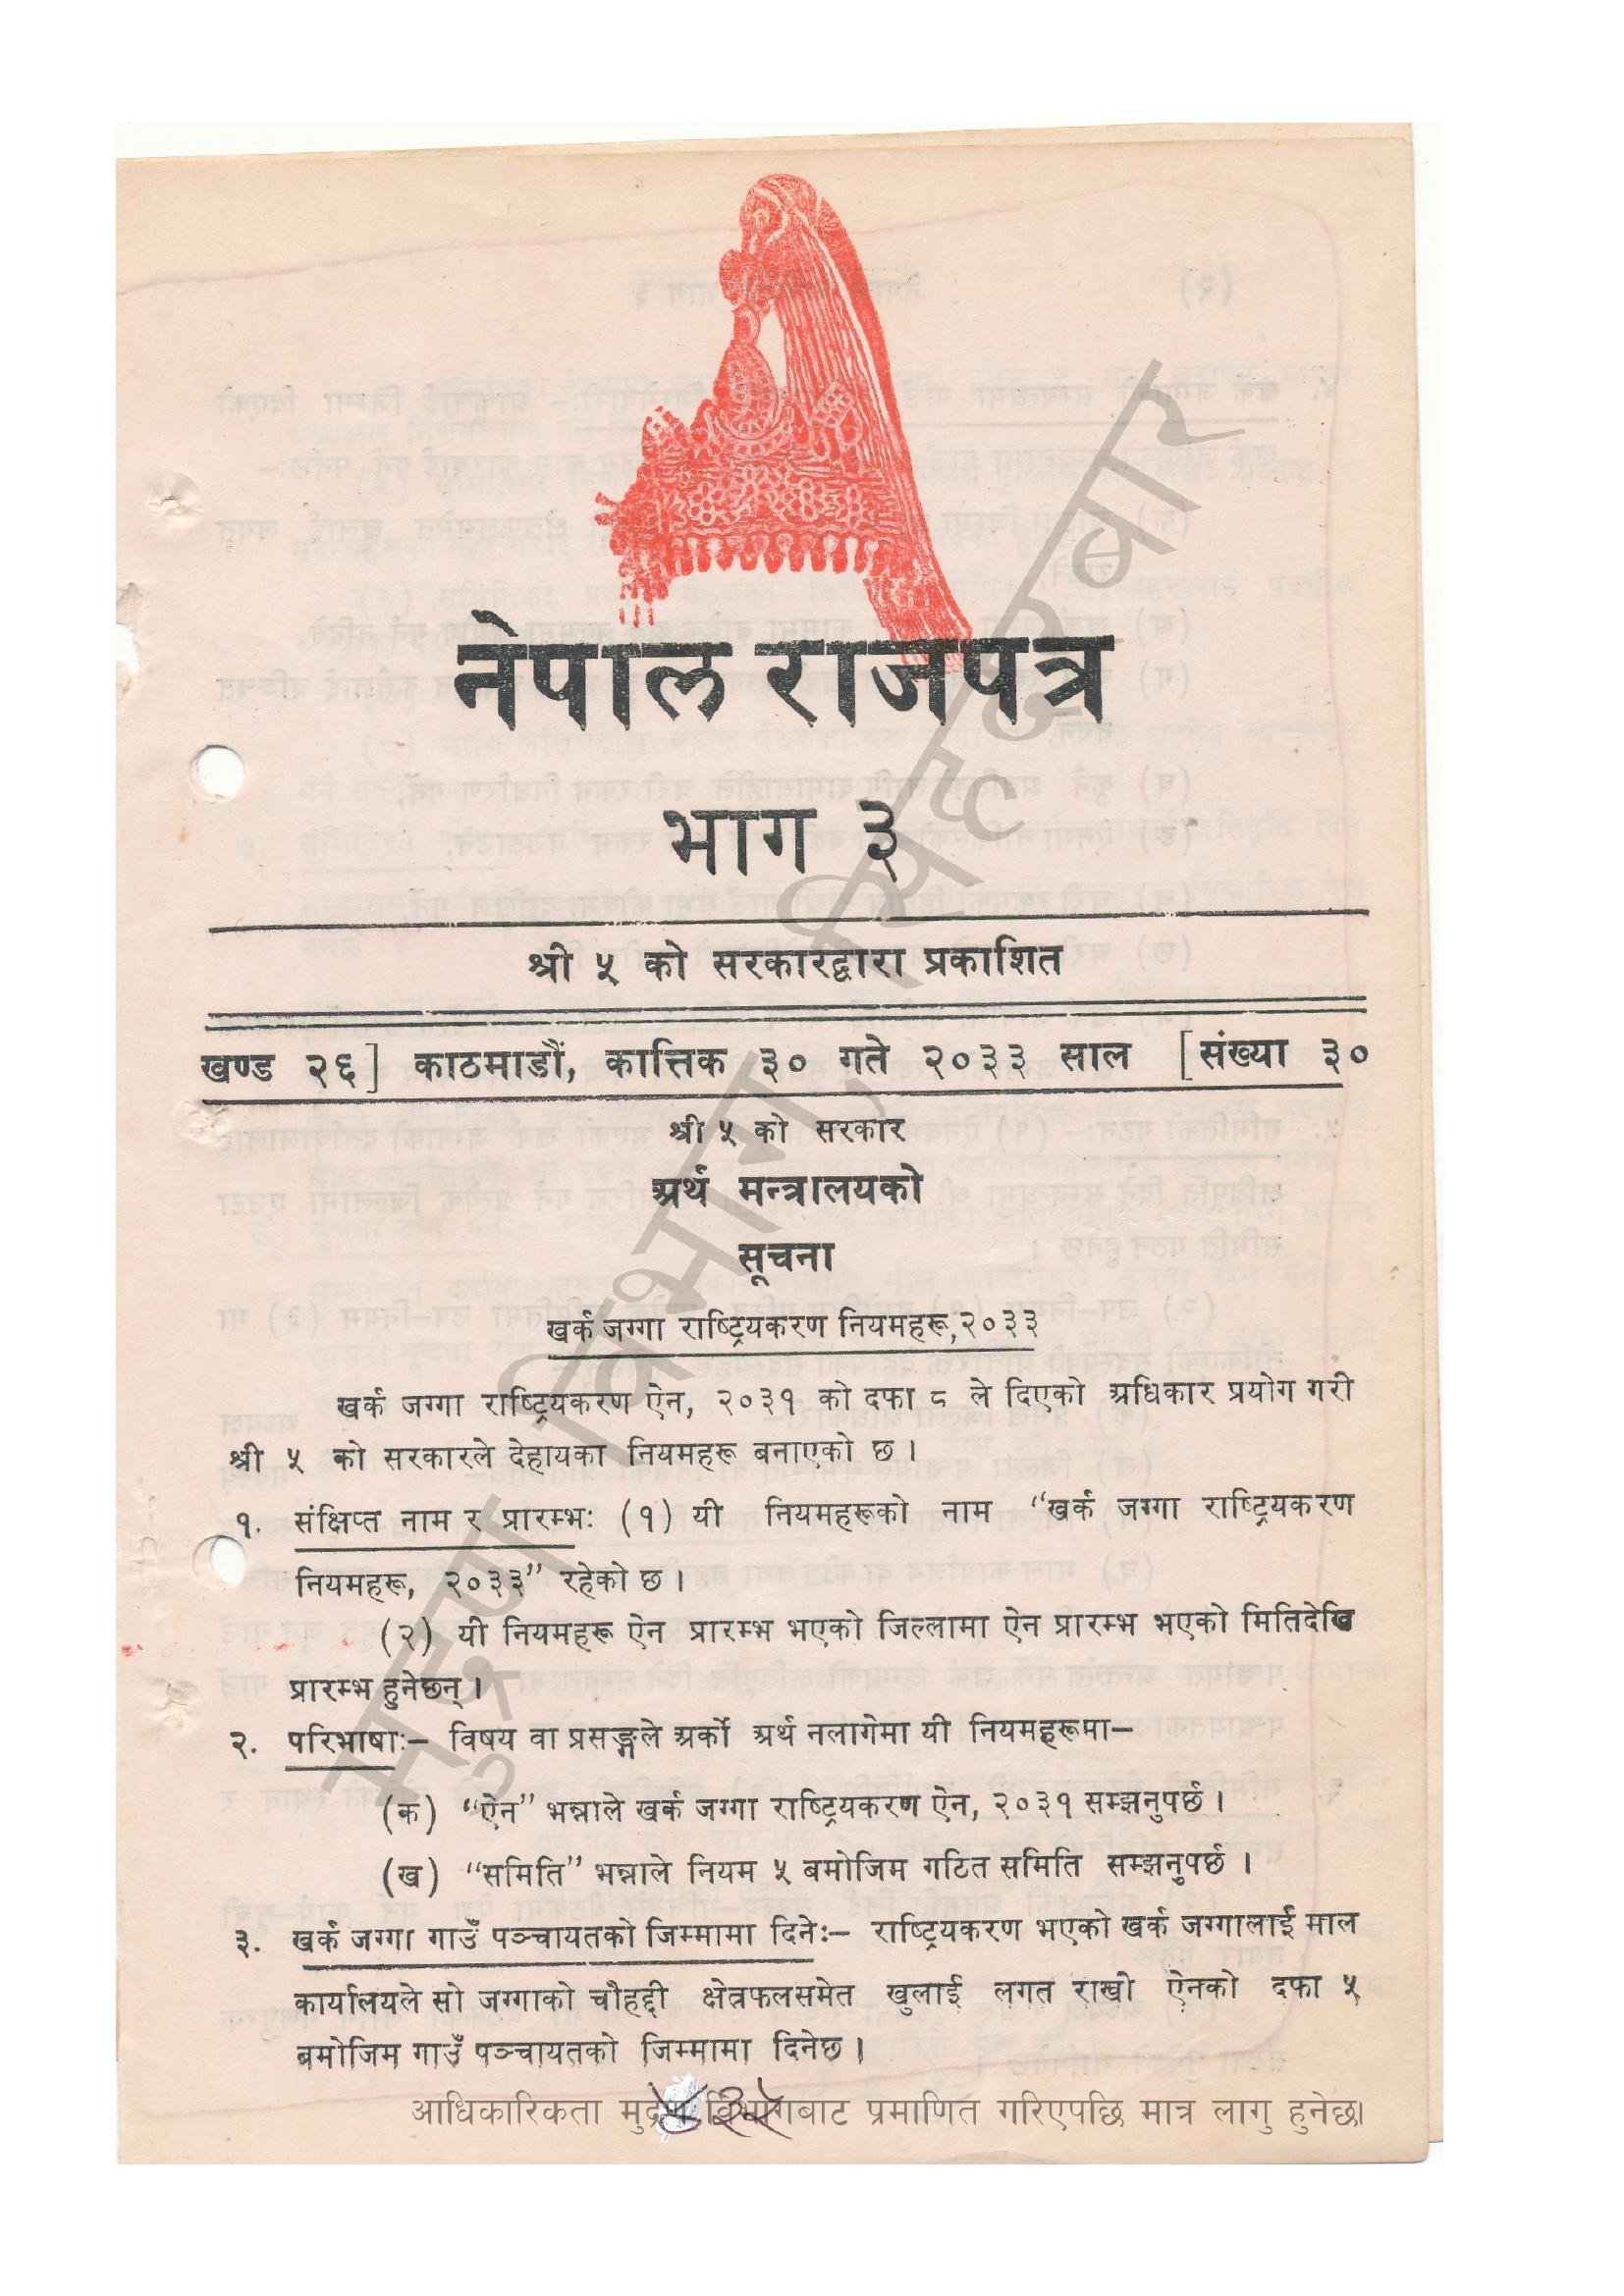 नेपाल राजपत्र
भाग ३
श्री ५ को सरकारद्वारा प्रकाशित
खण्ड २६] काठमाडौं, कात्तिक ३० गते २०३३ साल [संख्या ३०
श्री ५ को सरकार
अर्थ मन्त्रालयको
सूचना
खर्क जग्गा राष्ट्रियकरण नियमहरू,२०३३
खर्क जग्गा राष्ट्रियकरण ऐन, २०३१ को दफा ८ ले दिएको अधिकार प्रयोग गरी
श्री ५ को सरकारले देहायका नियमहरू बनाएको छ ।
१. संक्षिप्त नाम र प्रारम्भः (१) यी नियमहरूको नाम “खर्क जग्गा राष्ट्रियकरण
नियमहरू, २०३३” रहेको छ ।
(२) यी नियमहरू ऐन प्रारम्भ भएको जिल्लामा ऐन प्रारम्भ भएको मितिदेखि
प्रारम्भ हुनेछन् ।
२. परिभाषाः– विषय वा प्रसङ्गले अर्को अर्थ नलागेमा यी नियमहरूमा–
(क) “ऐन” भन्नाले खर्क जग्गा राष्ट्रियकरण ऐन, २०३१ सम्झनुपर्छ ।
(ख) “समिति” भन्नाले नियम ५ बमोजिम गटित समिति सम्झनुपर्छ ।
३. खर्क जग्गा गाउँ पञ्चायतको जिम्मामा दिनेः– राष्ट्रियकरण भएको खर्क जग्गालाई माल
कार्यालयले सो जग्गाको चौहद्दी क्षेत्रफलसमेत खुलाई लगत राखी ऐनको दफा ५
बमोजिम गाउँ पञ्चायतको जिम्मामा दिनेछ ।
आधिकारिकता मुद्रण विभागबाट प्रमाणित गरिएपछि मात्र लागु हुनेछ।
मुद्रण विभाग, सिंहदरबार